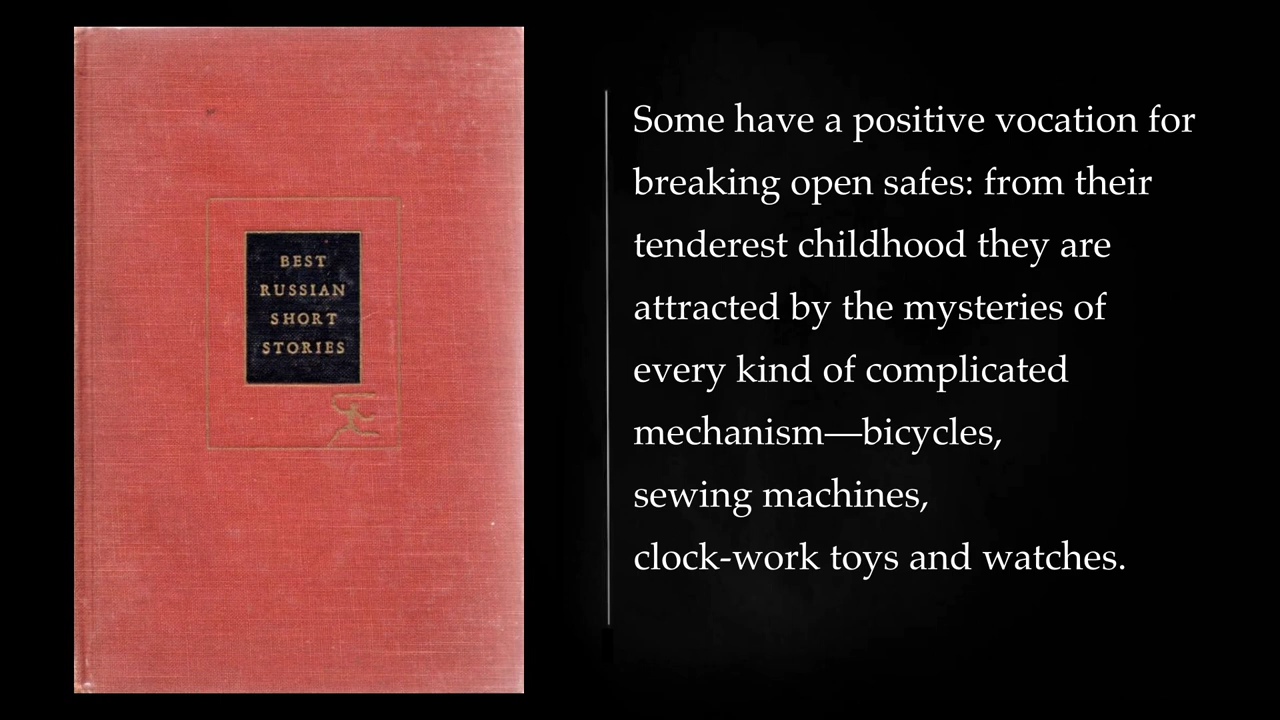 BEST
RUSSIAN
SHORT
STORIES
Some have a positive vocation for
breaking open safes: from their
tenderest childhood they are
attracted by the mysteries of
every kind of complicated
mechanism—bicycles,
sewing machines,
clock-work toys and watches.